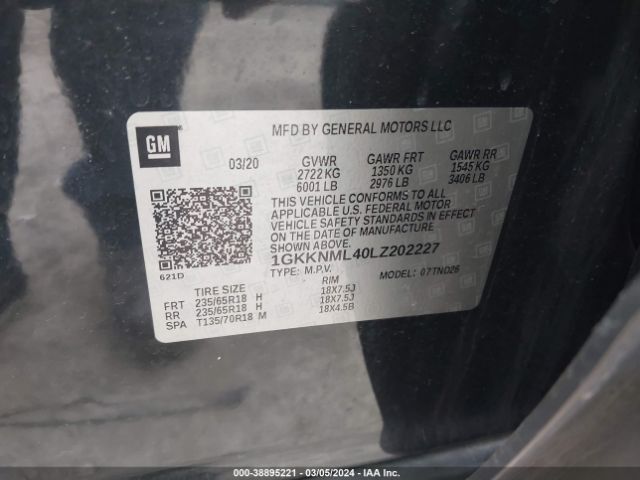 GM
MFD BY GENERAL MOTORS LLC
03/20 GVWR GAWR FRT GAWR RR
2722 KG 1350 KG 1545 KG
6001 LB 2976 LB 3406 LB
THIS VEHICLE CONFORMS TO ALL
APPLICABLE U.S. FEDERAL MOTOR
VEHICLE SAFETY STANDARDS IN EFFECT
ON THE DATE OF MANUFACTURE
SHOWN ABOVE.
1GKKNML40LZ202227
621D TYPE: M.P.V. MODEL: 07TND26
TIRE SIZE RIM
FRT 235/65R18 H 18X7.5J
RR 235/65R18 H 18X7.5J
SPA T135/70R18 M 18X4.5B
000-38895221 - 03/05/2024 - IAAI.COM